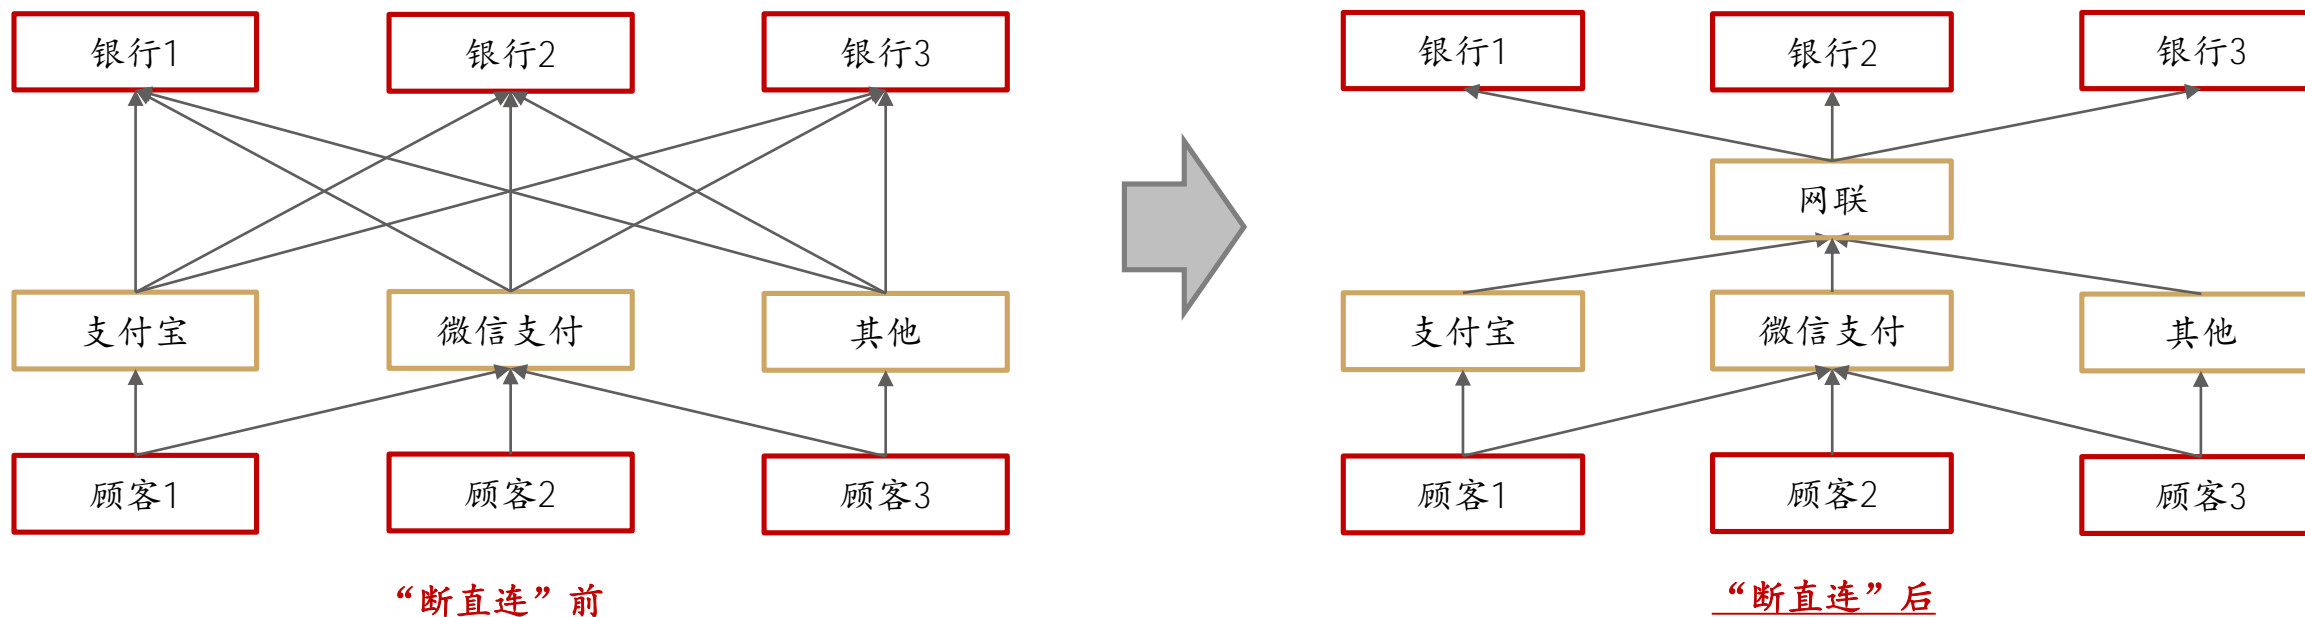 银行1
银行2
银行3
支付宝
微信支付
其他
顾客1
顾客2
顾客3
“断直连”前
银行1
银行2
银行3
网联
支付宝
微信支付
其他
顾客1
顾客2
顾客3
“断直连”后